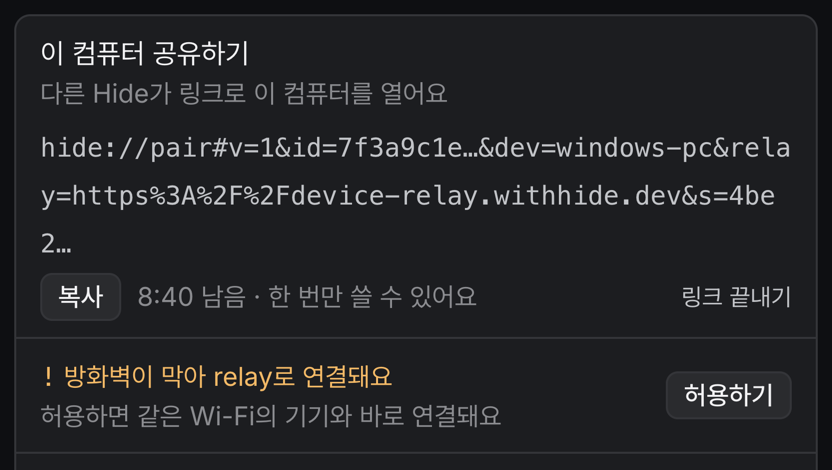 이 컴퓨터 공유하기
다른 Hide가 링크로 이 컴퓨터를 열어요
hide://pair#v=1&id=7f3a9c1e…&dev=windows-pc&rela
y=https%3A%2F%2Fdevice-relay.withhide.dev&s=4be
2…
복사 8:40 남음 · 한 번만 쓸 수 있어요 링크 끝내기
! 방화벽이 막아 relay로 연결돼요
허용하면 같은 Wi-Fi의 기기와 바로 연결돼요
허용하기